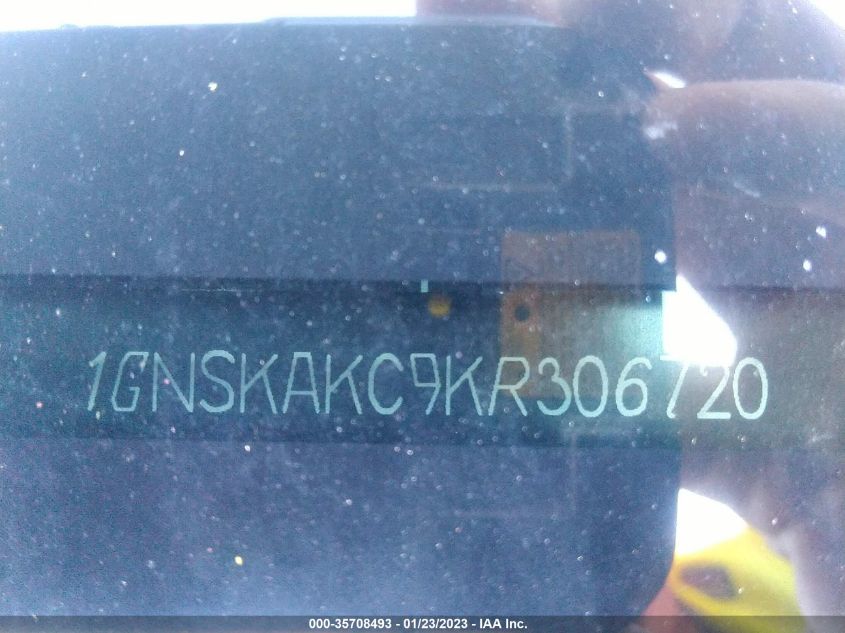 1GNSKAKC9KR306720
000-35708493 - 01/23/2023 - IAA Inc.